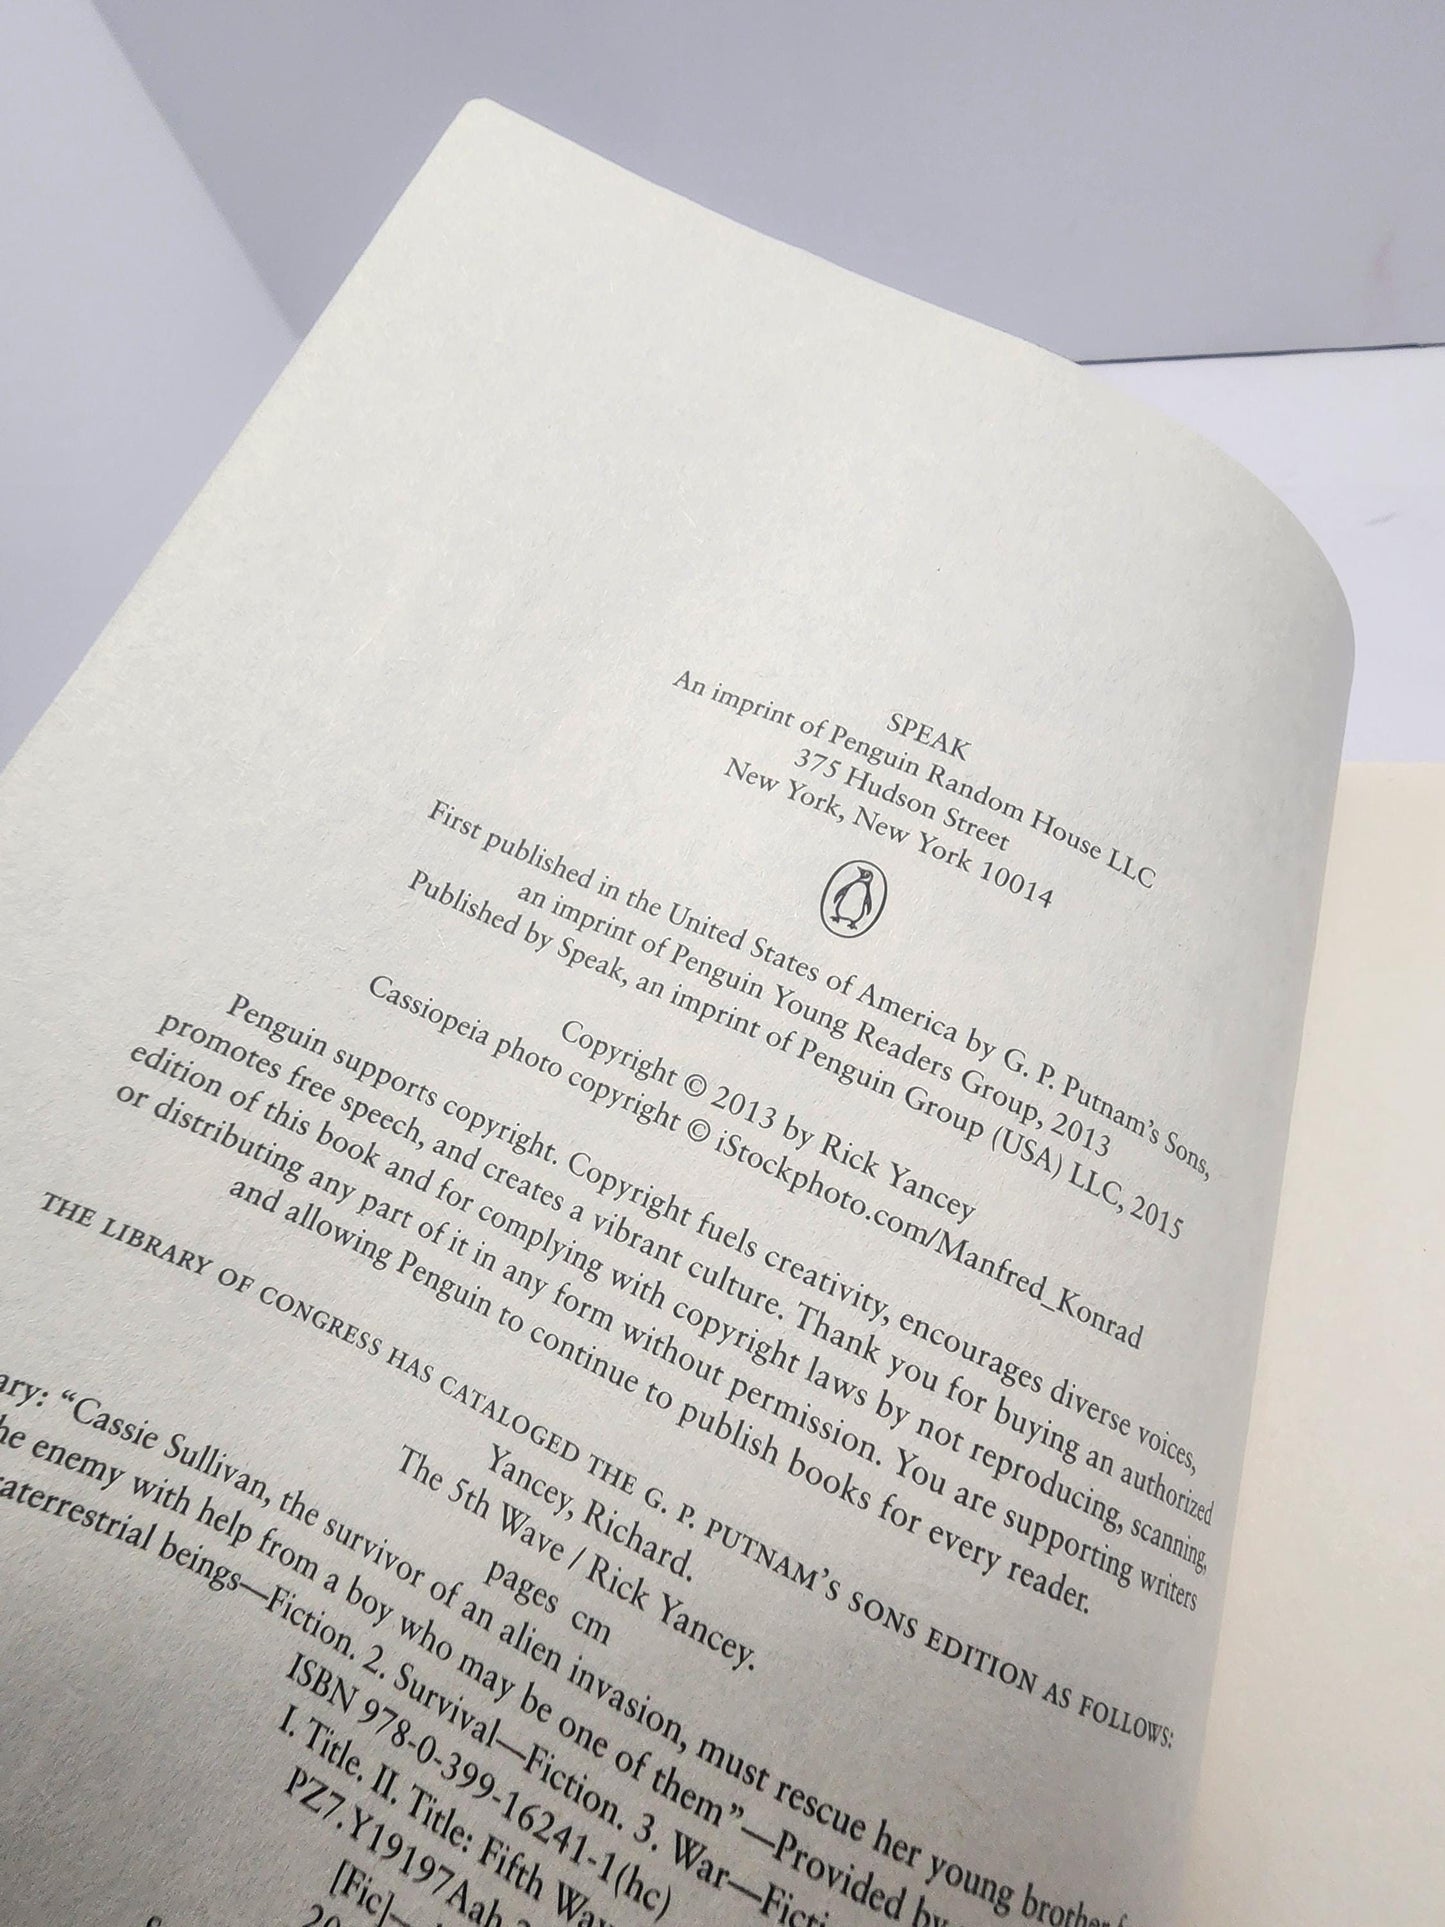 SPEAK
An imprint of Penguin Random House LLC
375 Hudson Street
New York, New York 10014
First published in the United States of America by G. P. Putnam's Sons,
an imprint of Penguin Young Readers Group, 2013
Published by Speak, an imprint of Penguin Group (USA) LLC, 2015
Copyright © 2013 by Rick Yancey
Cassiopeia photo copyright © iStockphoto.com/Manfred_Konrad
Penguin supports copyright. Copyright fuels creativity, encourages diverse voices,
promotes free speech, and creates a vibrant culture. Thank you for buying an authorized
edition of this book and for complying with copyright laws by not reproducing, scanning,
or distributing any part of it in any form without permission. You are supporting writers
and allowing Penguin to continue to publish books for every reader.
THE LIBRARY OF CONGRESS HAS CATALOGED THE G. P. PUTNAM'S SONS EDITION AS FOLLOWS:
Yancey, Richard.
The 5th Wave / Rick Yancey.
pages cm
ary: “Cassie Sullivan, the survivor of an alien invasion, must rescue her young brother
he enemy with help from a boy who may be one of them”—Provided by
raterrestrial beings—Fiction. 2. Survival—Fiction. 3. War—Ficti
ISBN 978-0-399-16241-1(hc)
I. Title. II. Title: Fifth Wav
PZ7.Y19197Aah
[Fic]—
20